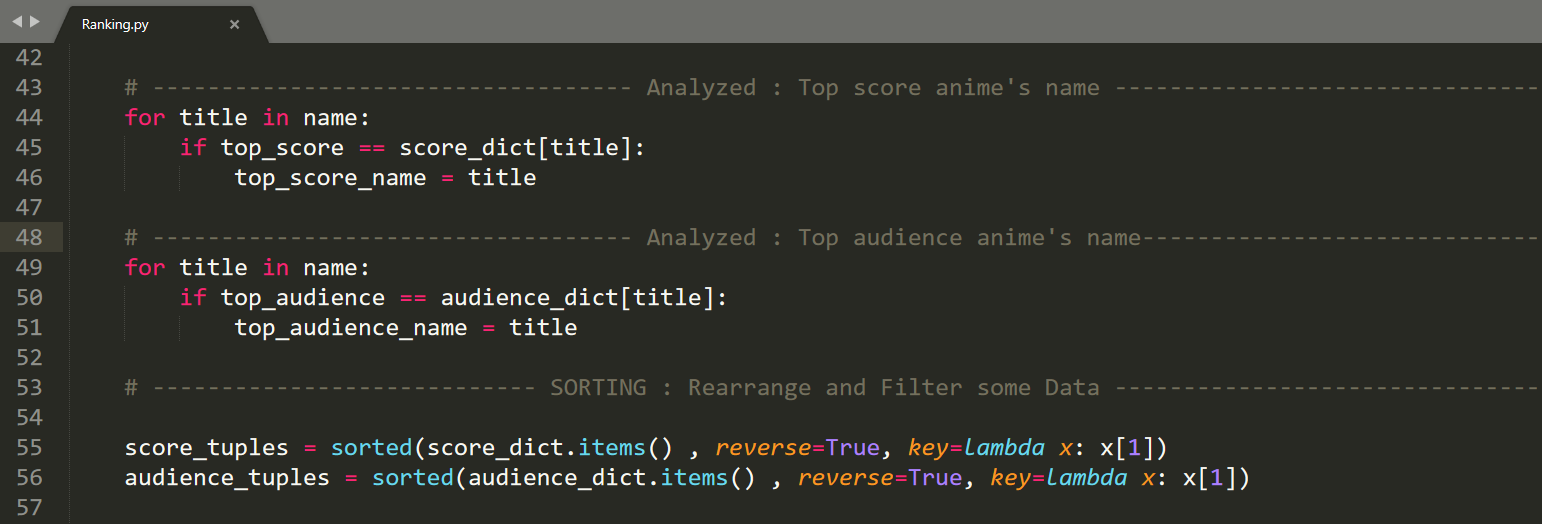 Ranking.py ×
42
43 # ----------------------------------- Analyzed : Top score anime's name -------------------------------
44 for title in name:
45 if top_score == score_dict[title]:
46 top_score_name = title
47
48 # ----------------------------------- Analyzed : Top audience anime's name-----------------------------
49 for title in name:
50 if top_audience == audience_dict[title]:
51 top_audience_name = title
52
53 # ---------------------------- SORTING : Rearrange and Filter some Data -------------------------------
54
55 score_tuples = sorted(score_dict.items() , reverse=True, key=lambda x: x[1])
56 audience_tuples = sorted(audience_dict.items() , reverse=True, key=lambda x: x[1])
57